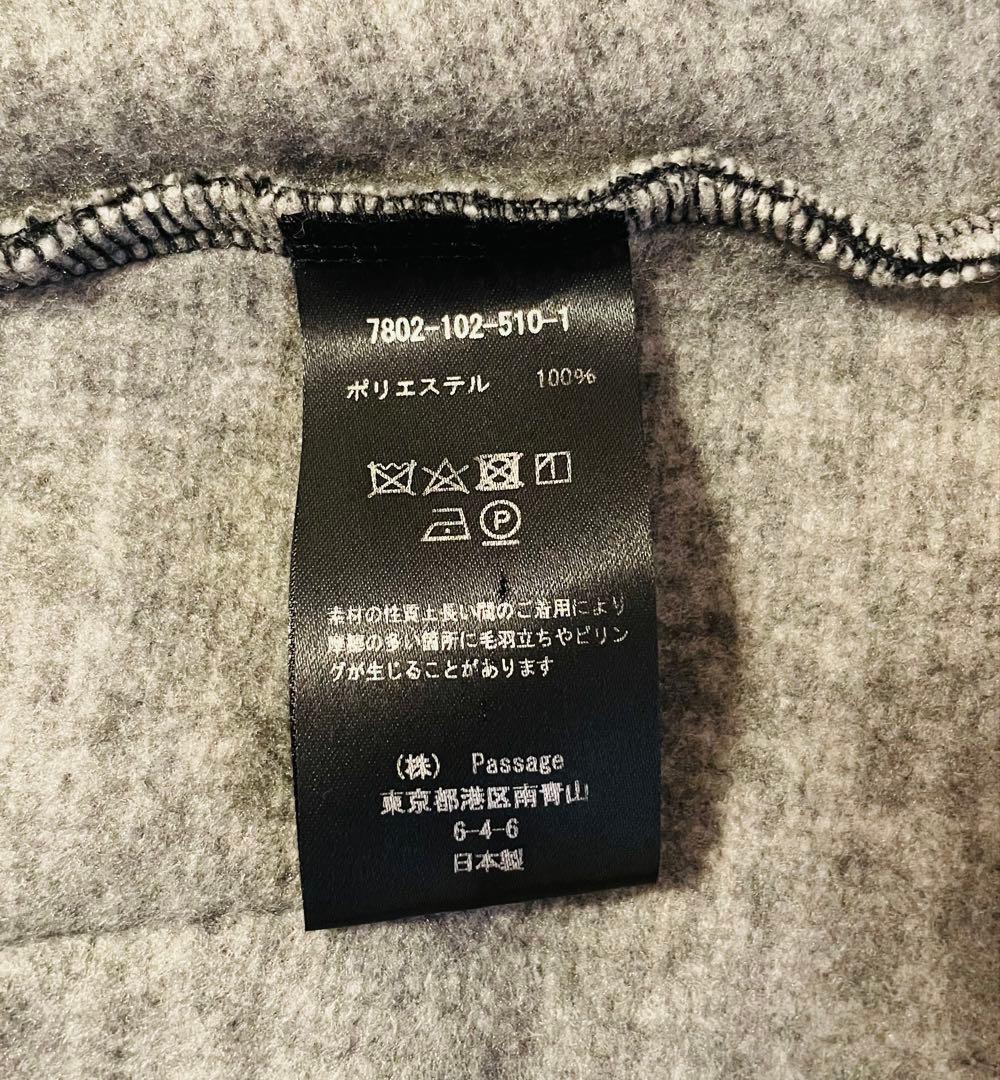 7802-102-510-1
ポリエステル 100%
P
素材の性質上長い間のご着用により
摩擦の多い箇所に毛羽立ちやピリン
グが生じることがあります
(株) Passage
東京都港区南青山
6-4-6
日本製